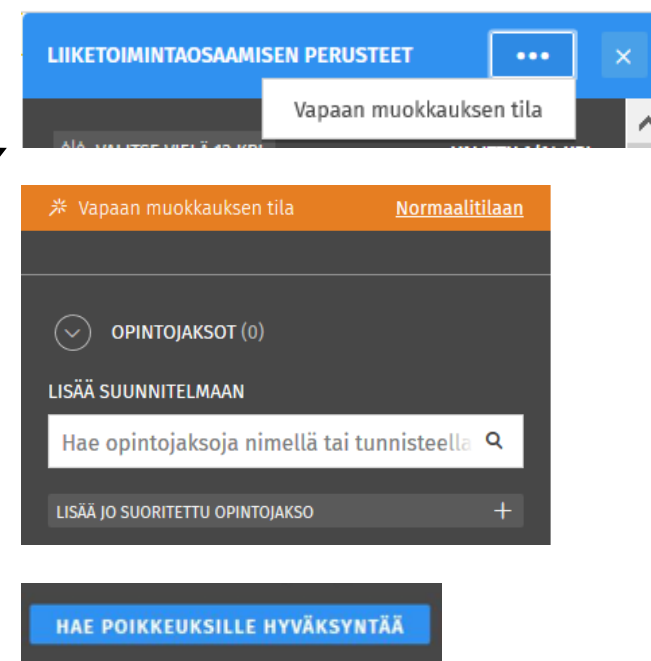 LIIKETOIMINTAOSAAMISEN PERUSTEET
Vapaan muokkauksen tila
Vapaan muokkauksen tila Normaalitilaan
OPINTOJAKSOT (0)
LISÄÄ SUUNNITELMAAN
Hae opintojaksoja nimellä tai tunnisteella
LISÄÄ JO SUORITETTU OPINTOJAKSO
HAE POIKKEUKSILLE HYVÄKSYNTÄÄ